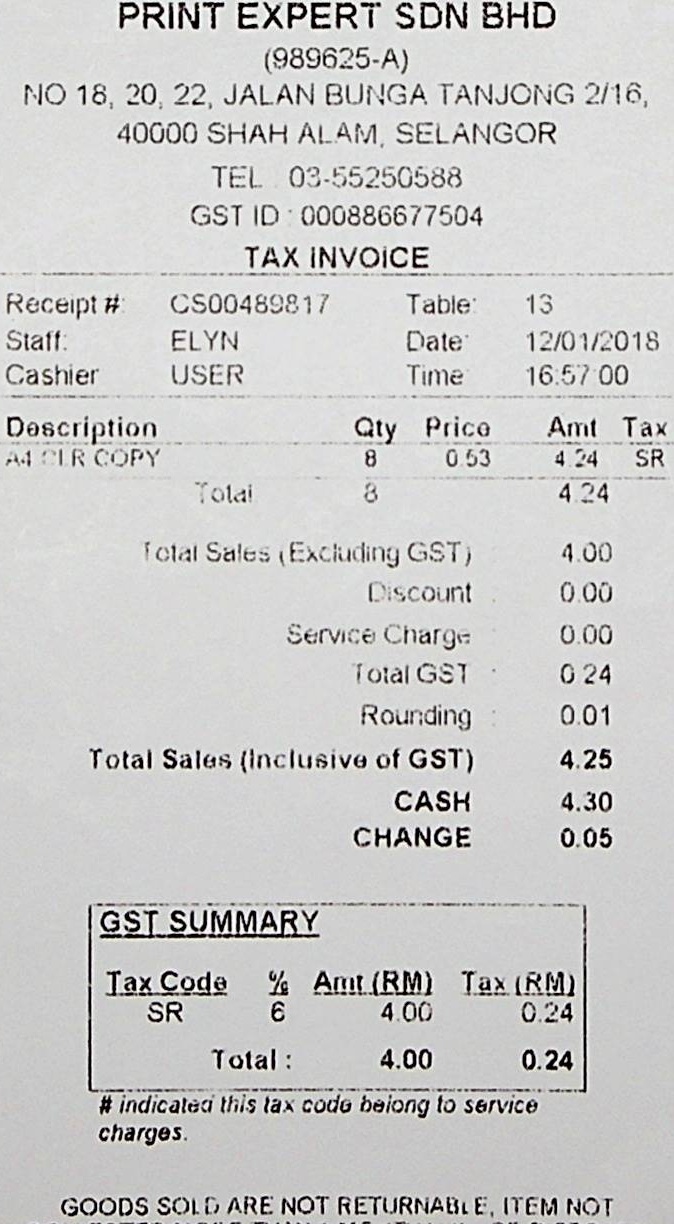 PRINT EXPERT SDN BHD
(989625-A)
NO 18, 20, 22, JALAN BUNGA TANJONG 2/16,
40000 SHAH ALAM, SELANGOR
TEL 03-55250588
GST ID : 000886677504
TAX INVOICE
Receipt #: CS00489817 Table: 13
Staff: ELYN Date: 12/01/2018
Cashier USER Time 16:57:00
Description Qty Price Amt Tax
A4 CLR COPY 8 0.53 4.24 SR
Total 8 4.24
Total Sales (Excluding GST) 4.00
Discount : 0.00
Service Charge : 0.00
Total GST : 0.24
Rounding : 0.01
Total Sales (Inclusive of GST) 4.25
CASH 4.30
CHANGE 0.05
GST SUMMARY
Tax Code % Amt (RM) Tax (RM)
SR 6 4.00 0.24
Total : 4.00 0.24
# indicated this tax code belong to service
charges.
GOODS SOLD ARE NOT RETURNABLE, ITEM NOT